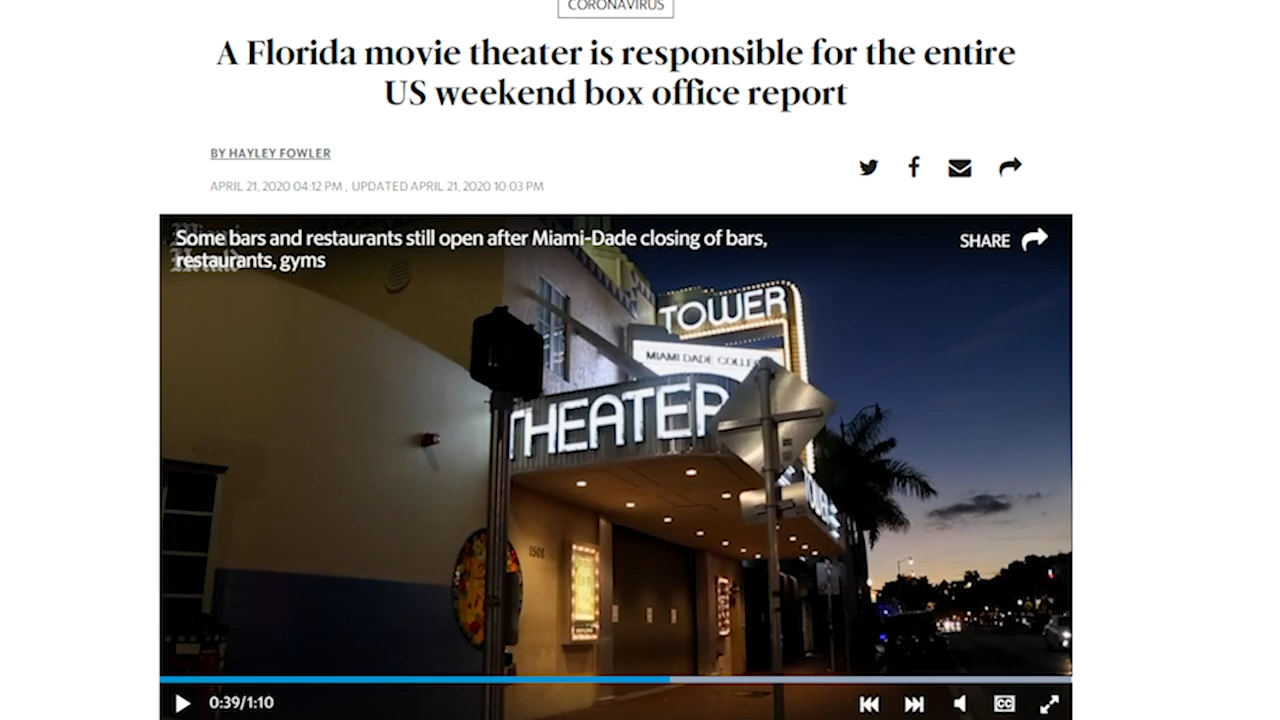 CORONAVIRUS
A Florida movie theater is responsible for the entire
US weekend box office report
BY HAYLEY FOWLER
APRIL 21, 2020 04:12 PM , UPDATED APRIL 21, 2020 10:03 PM
Some bars and restaurants still open after Miami-Dade closing of bars,
restaurants, gyms
SHARE
TOWER
MIAMI DADE
THEATER
1508
0:39/1:10
CC